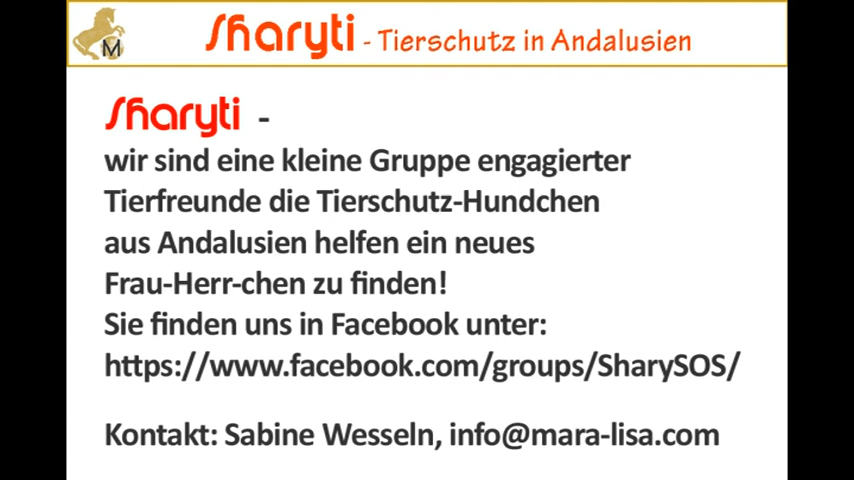 M
Sharyti - Tierschutz in Andalusien
Sharyti -
wir sind eine kleine Gruppe engagierter
Tierfreunde die Tierschutz-Hundchen
aus Andalusien helfen ein neues
Frau-Herr-chen zu finden!
Sie finden uns in Facebook unter:
https://www.facebook.com/groups/SharySOS/
Kontakt: Sabine Wesseln, info@mara-lisa.com